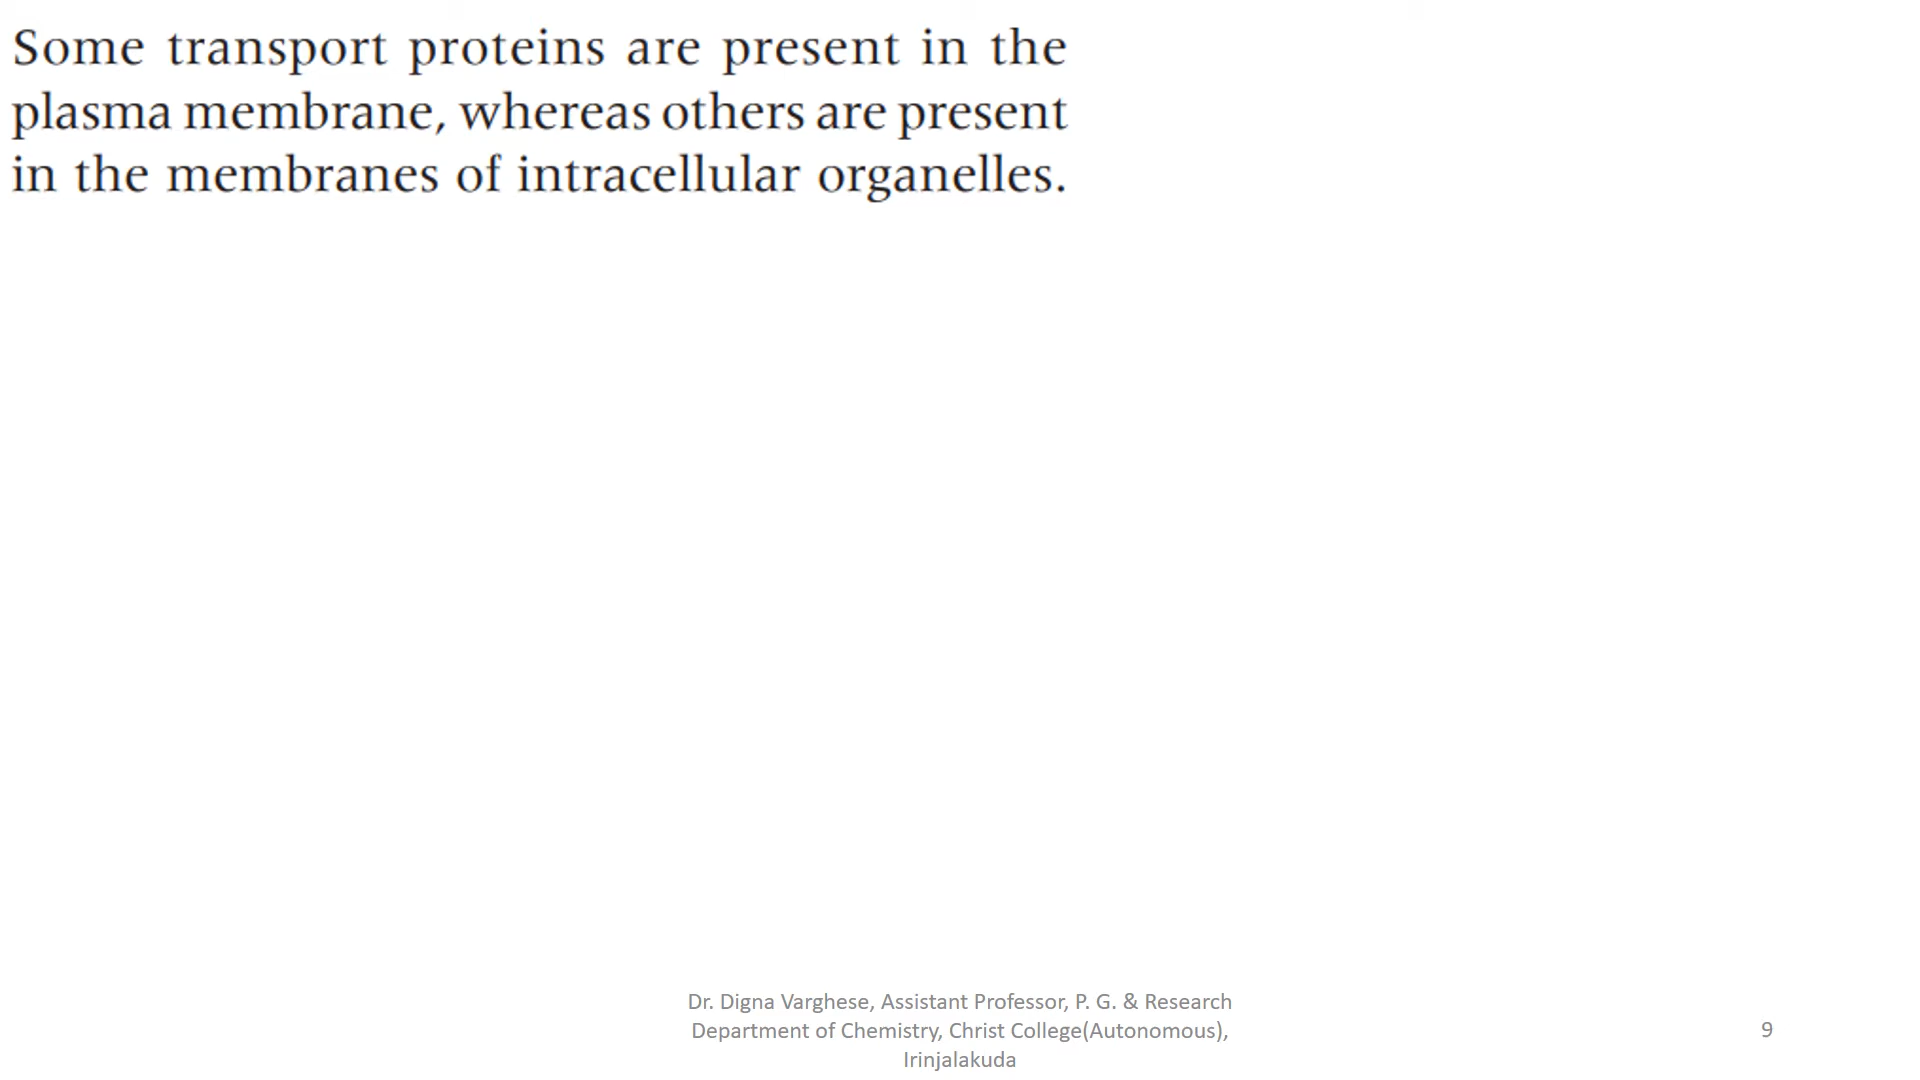 Some transport proteins are present in the
plasma membrane, whereas others are present
in the membranes of intracellular organelles.
Dr. Digna Varghese, Assistant Professor, P. G. & Research
Department of Chemistry, Christ College(Autonomous),
Irinjalakuda
9